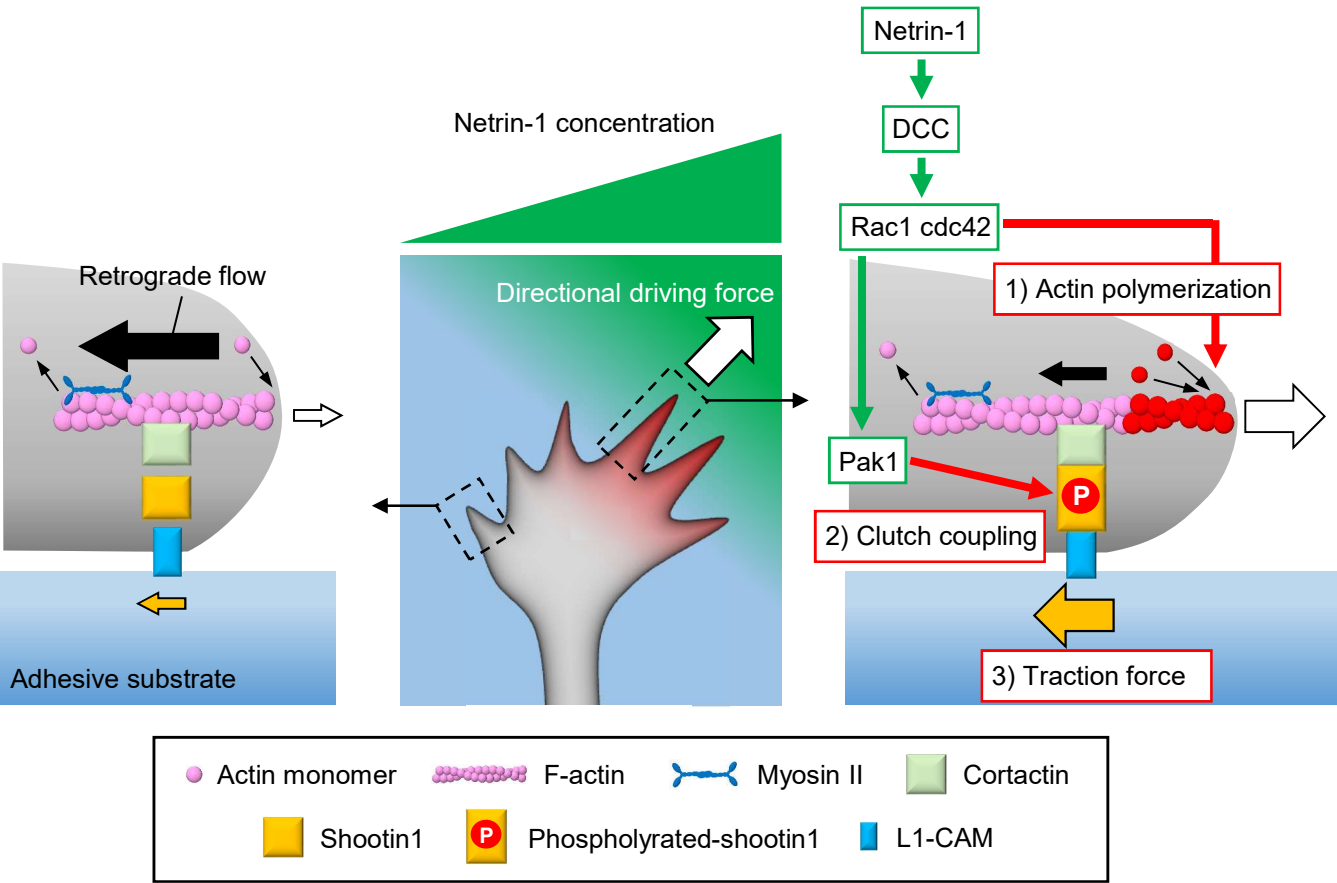 Netrin-1
Netrin-1 concentration
DCC
Rac1 cdc42
Retrograde flow
Directional driving force
1) Actin polymerization
Pak1
P
2) Clutch coupling
Adhesive substrate
3) Traction force
Actin monomer
F-actin
Myosin II
Cortactin
Shootin1
P
Phospholyrated-shootin1
L1-CAM